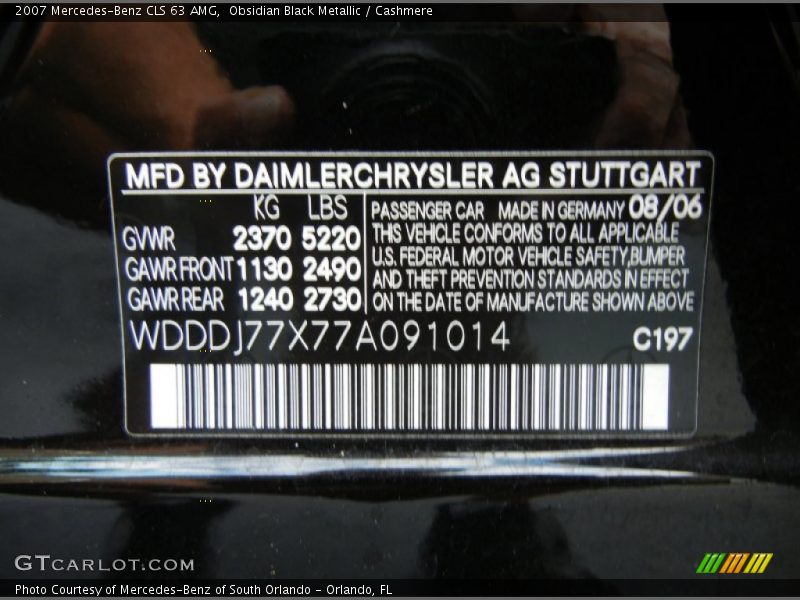 2007 Mercedes-Benz CLS 63 AMG,  Obsidian Black Metallic / Cashmere
MFD BY DAIMLERCHRYSLER AG STUTTGART
KG LBS
GVWR 2370 5220
GAWR FRONT 1130 2490
GAWR REAR 1240 2730
PASSENGER CAR MADE IN GERMANY 08/06
THIS VEHICLE CONFORMS TO ALL APPLICABLE
U.S. FEDERAL MOTOR VEHICLE SAFETY,BUMPER
AND THEFT PREVENTION STANDARDS IN EFFECT
ON THE DATE OF MANUFACTURE SHOWN ABOVE
WDDDJ77X77A091014 C197
GTCARLOT.COM
Photo Courtesy of Mercedes-Benz of South Orlando - Orlando, FL